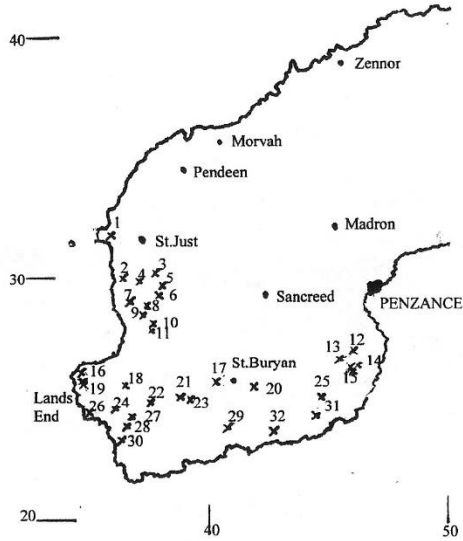 40
Zennor
Morvah
Pendeen
1
St.Just
Madron
2 4 3
5
30
7 8 6
Sancreed
PENZANCE
9 10
11
12
13
14
15
16
17 St.Buryan
Lands 19 18
End
20
21
22
23
24
25
26
27
28
29
30
31
32
20
40
50